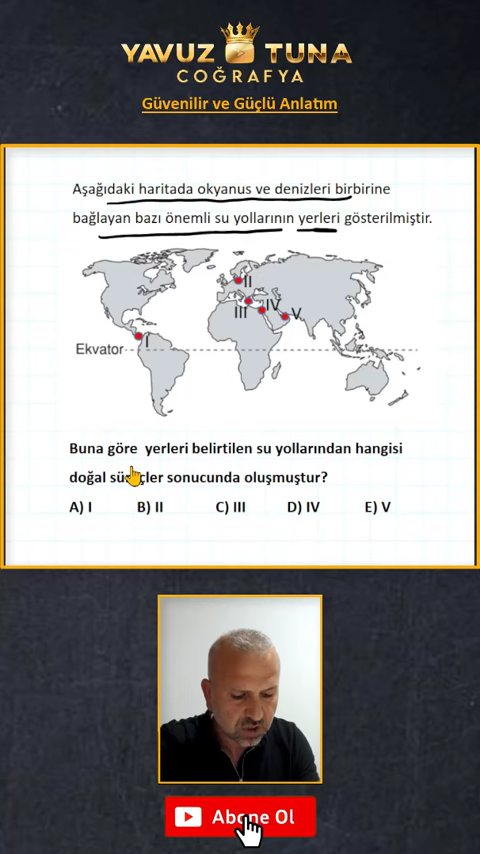 YAVUZ TUNA
COĞRAFYA
Güvenilir ve Güçlü Anlatım
Aşağıdaki haritada okyanus ve denizleri birbirine
bağlayan bazı önemli su yollarının yerleri gösterilmiştir.
II
III
IV
V
I
Ekvator
Buna göre yerleri belirtilen su yollarından hangisi
doğal süreçler sonucunda oluşmuştur?
A) I B) II C) III D) IV E) V
Abone Ol